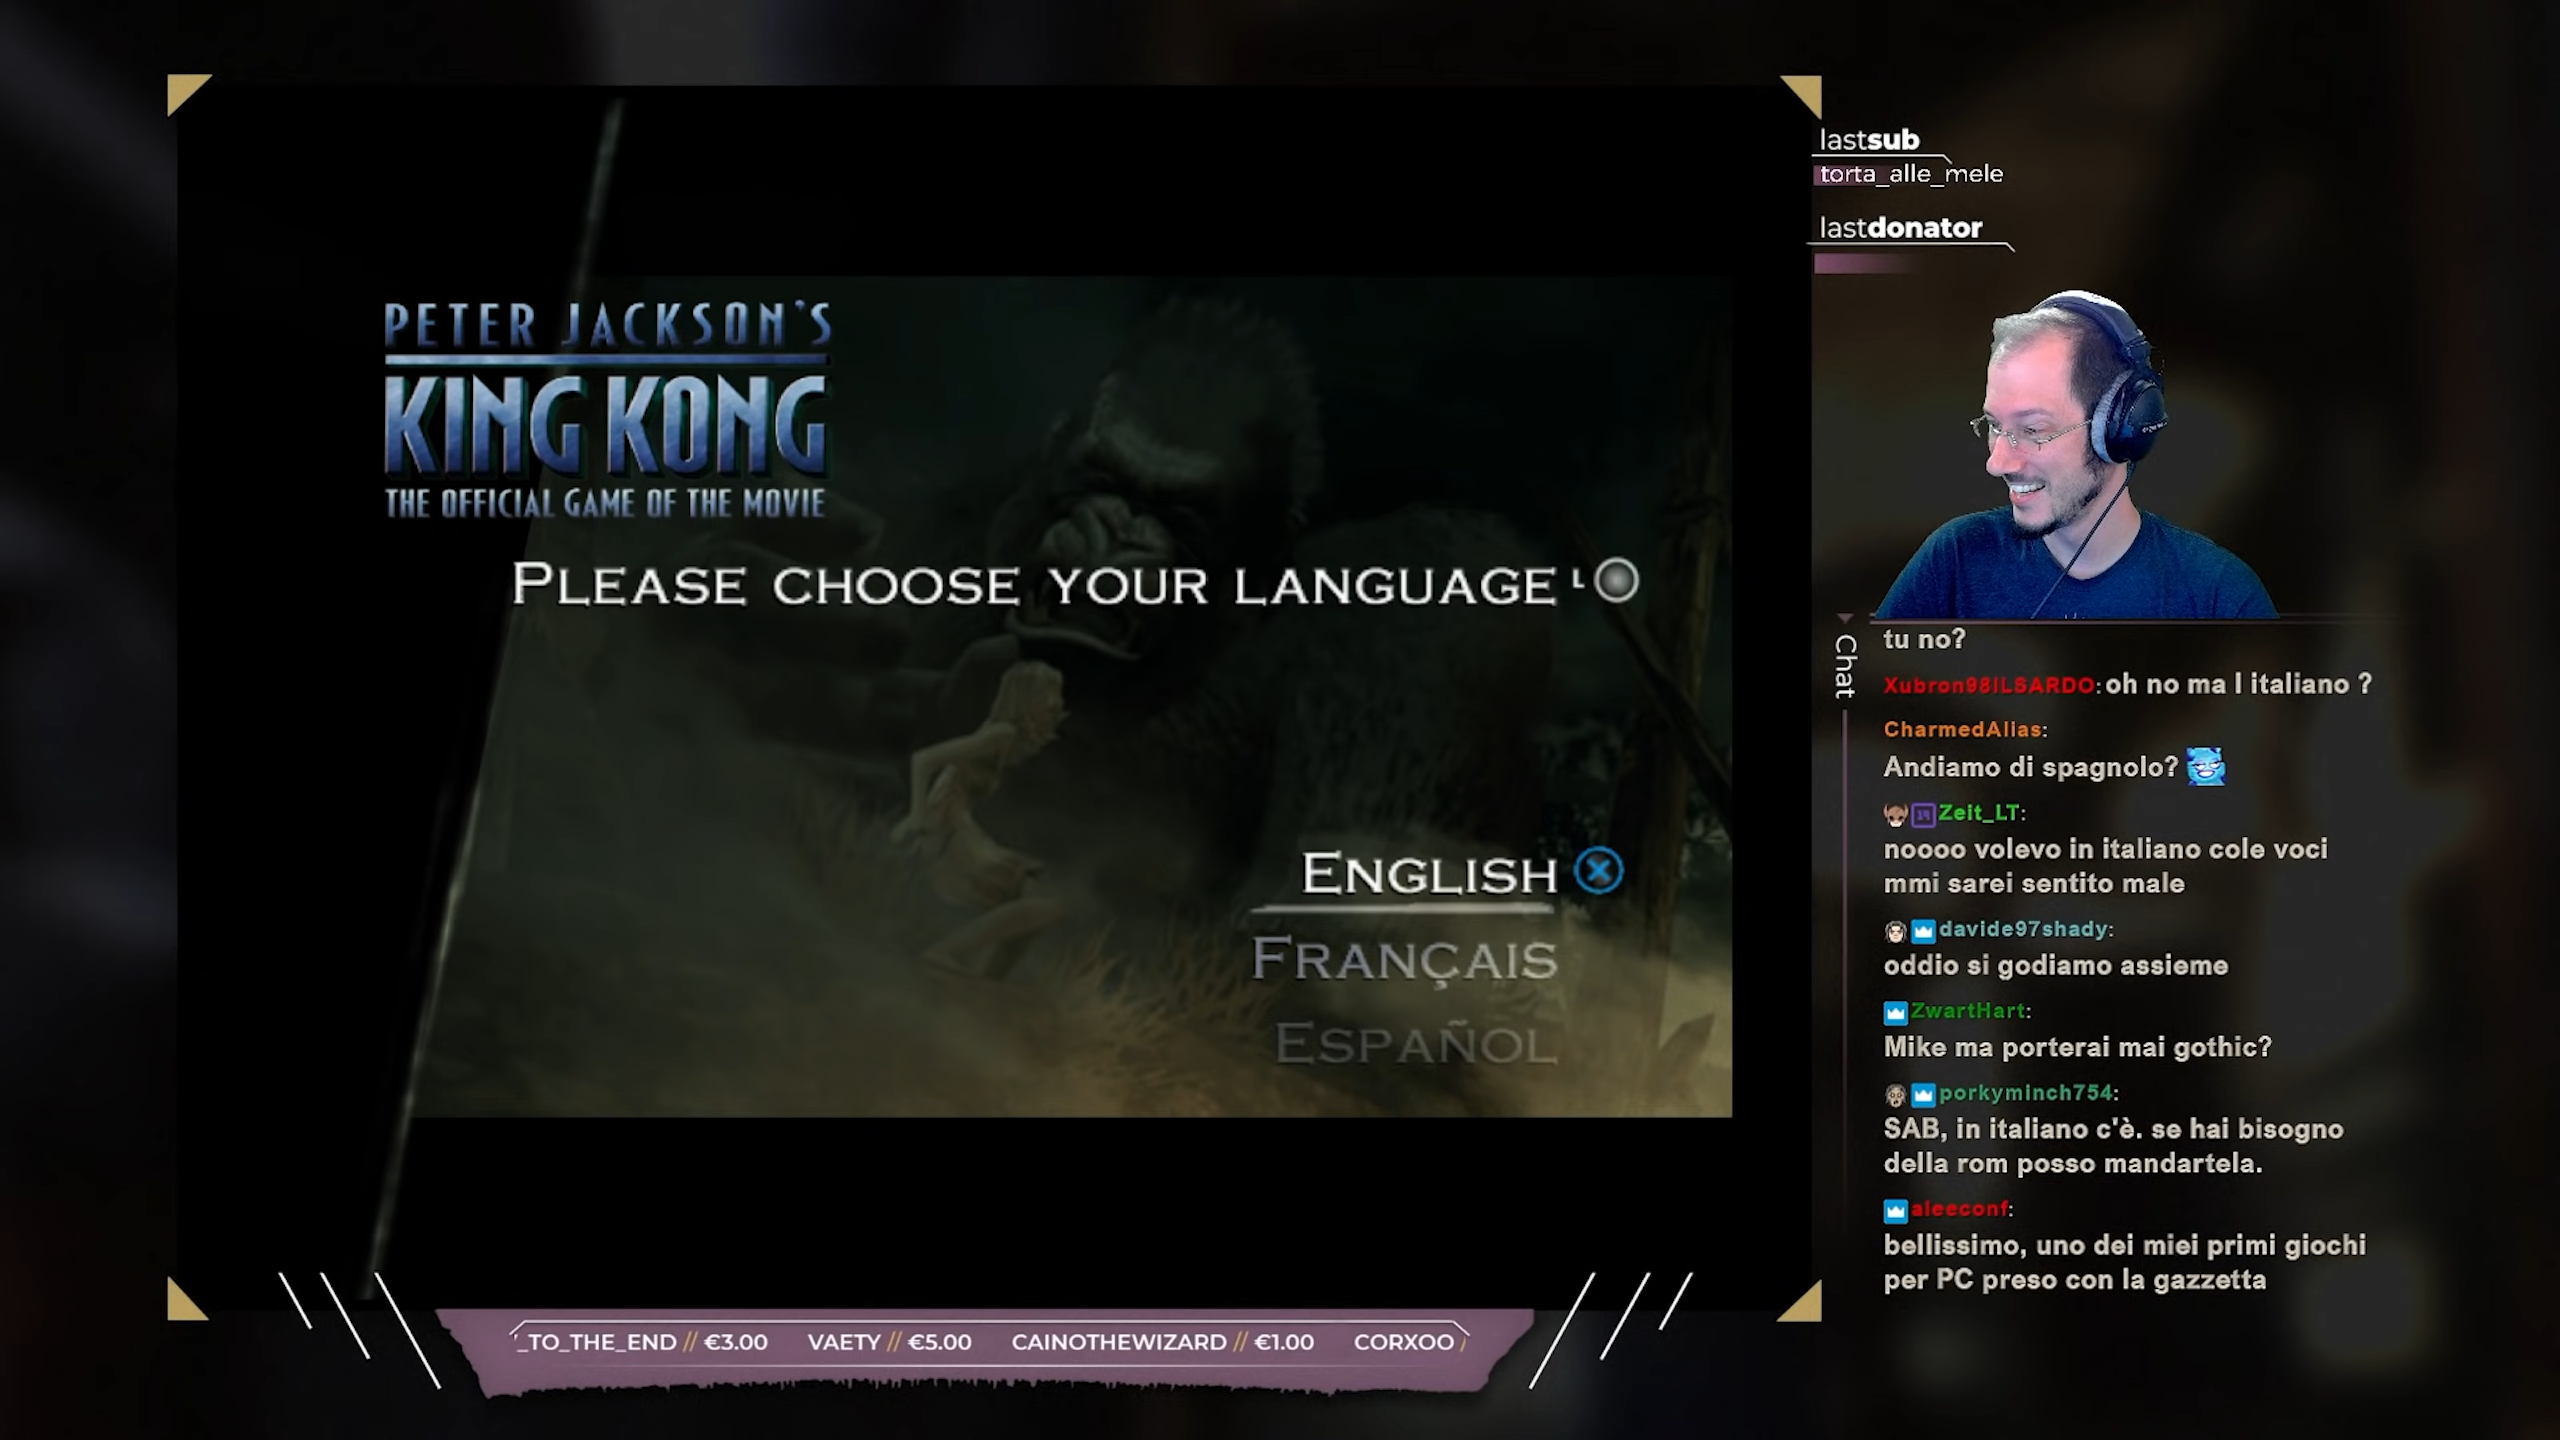 PETER JACKSON'S
KING KONG
THE OFFICIAL GAME OF THE MOVIE
PLEASE CHOOSE YOUR LANGUAGE L
ENGLISH
FRANÇAIS
ESPAÑOL
lastsub
torta_alle_mele
lastdonator
Chat
tu no?
Xubron98ILSARDO: oh no ma l italiano ?
CharmedAlias:
Andiamo di spagnolo?
19 Zeit_LT:
noooo volevo in italiano cole voci
mmi sarei sentito male
davide97shady:
oddio si godiamo assieme
ZwartHart:
Mike ma porterai mai gothic?
porkyminch754:
SAB, in italiano c'è. se hai bisogno
della rom posso mandartela.
aleeconf:
bellissimo, uno dei miei primi giochi
per PC preso con la gazzetta
_TO_THE_END // €3.00 VAETY // €5.00 CAINOTHEWIZARD // €1.00 CORXOO /